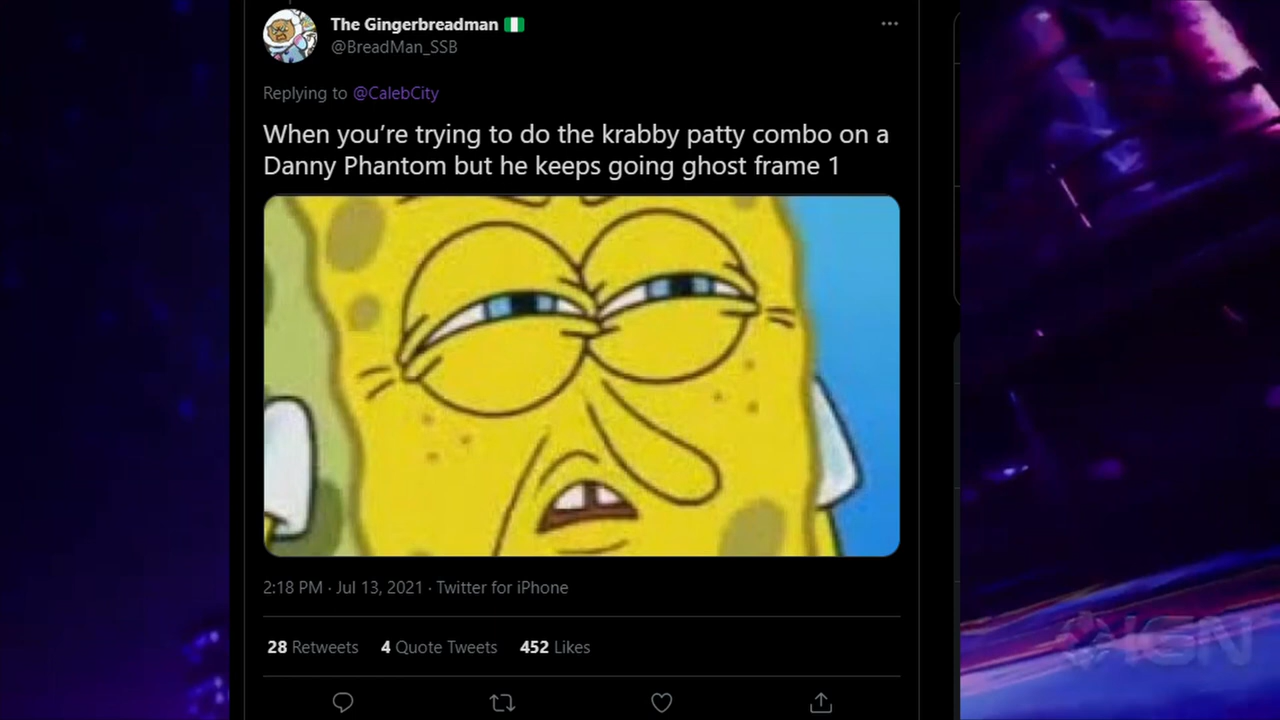 The Gingerbreadman 🇳🇬
@BreadMan_SSB
Replying to @CalebCity
When you’re trying to do the krabby patty combo on a
Danny Phantom but he keeps going ghost frame 1
2:18 PM · Jul 13, 2021 · Twitter for iPhone
28 Retweets 4 Quote Tweets 452 Likes
IGN